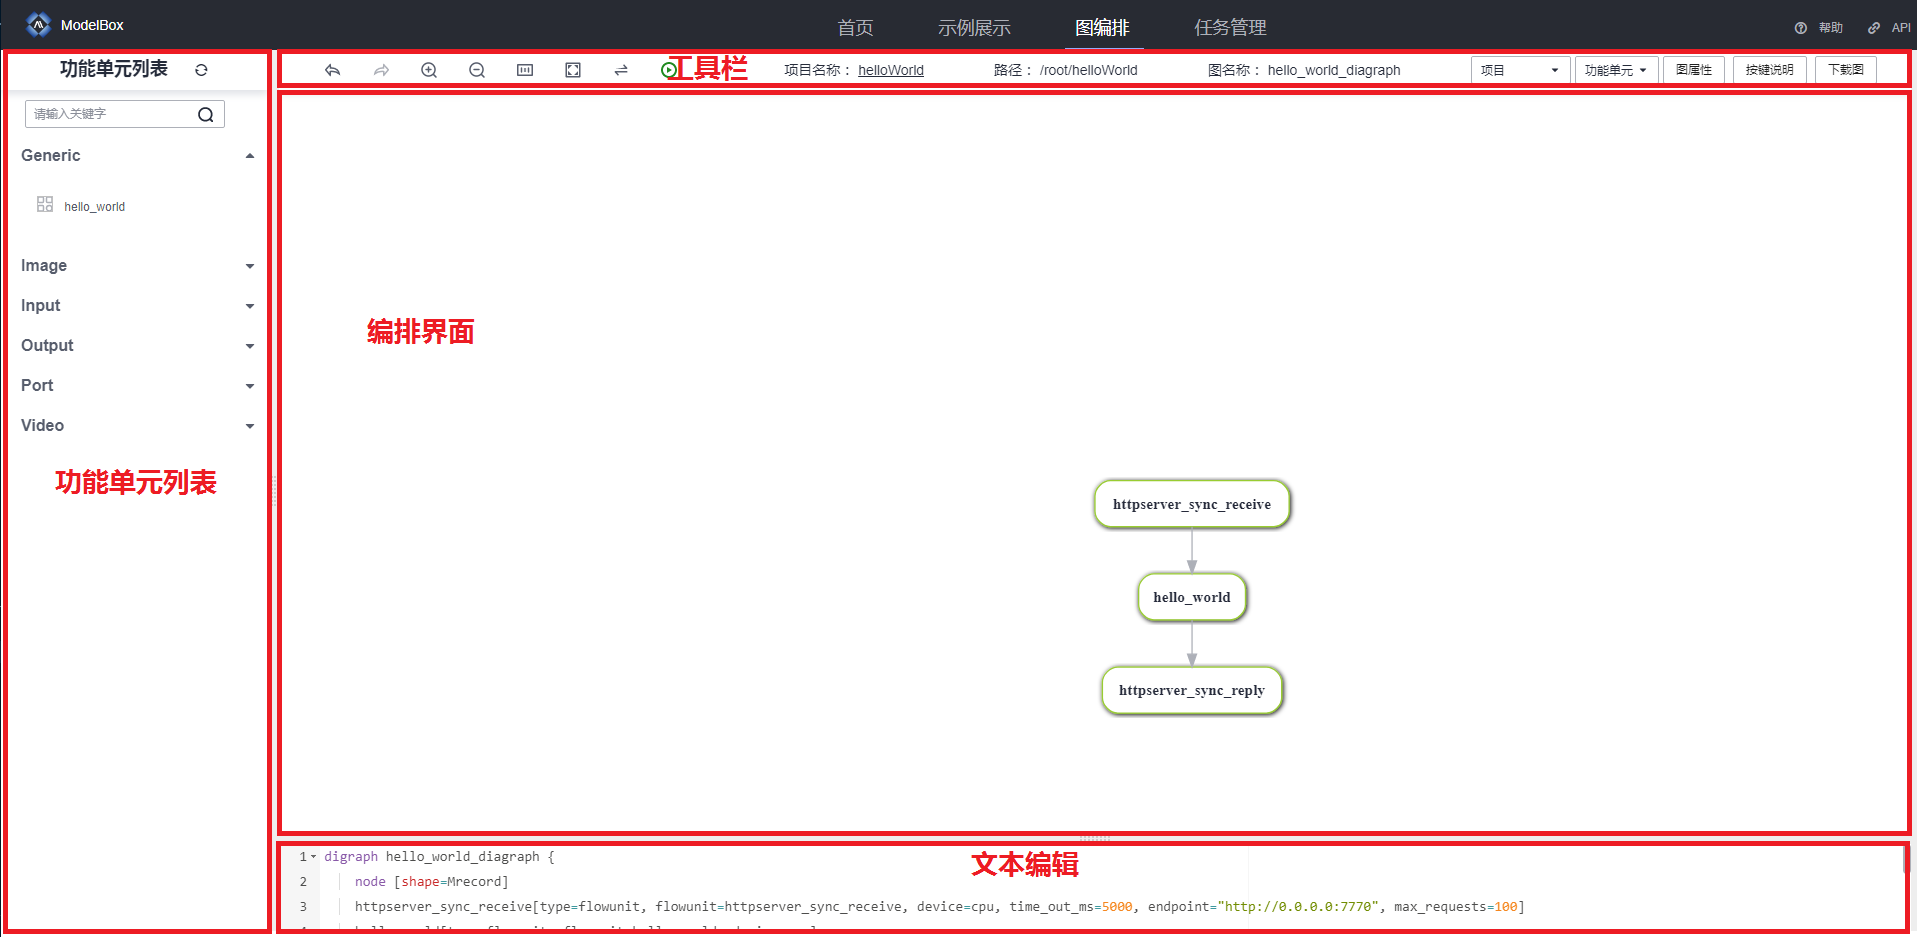 ModelBox
首页 示例展示 图编排 任务管理 帮助 API
功能单元列表
工具栏 项目名称： helloWorld 路径： /root/helloWorld 图名称： hello_world_diagraph 项目 功能单元 图属性 按键说明 下载图
请输入关键字
Generic
hello_world
Image
Input
Output
Port
Video
功能单元列表
编排界面
httpserver_sync_receive
hello_world
httpserver_sync_reply
文本编辑
1 digraph hello_world_diagraph {
2 node [shape=Mrecord]
3 httpserver_sync_receive[type=flowunit, flowunit=httpserver_sync_receive, device=cpu, time_out_ms=5000, endpoint="http://0.0.0.0:7770", max_requests=100]